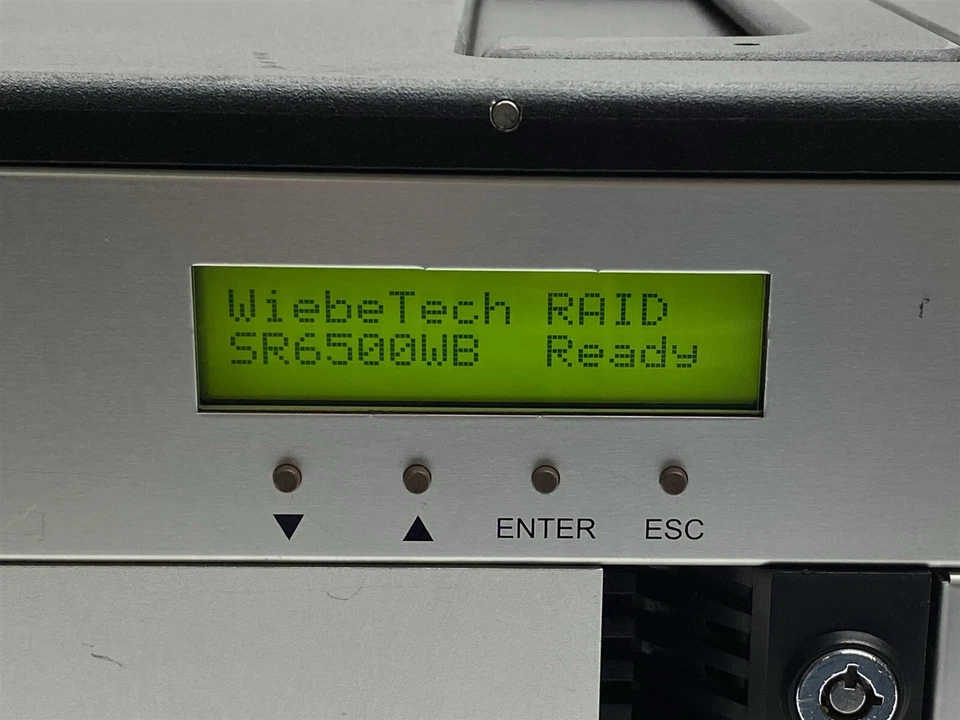 WiebeTech RAID
SR6500WB Ready
▼ ▲ ENTER ESC